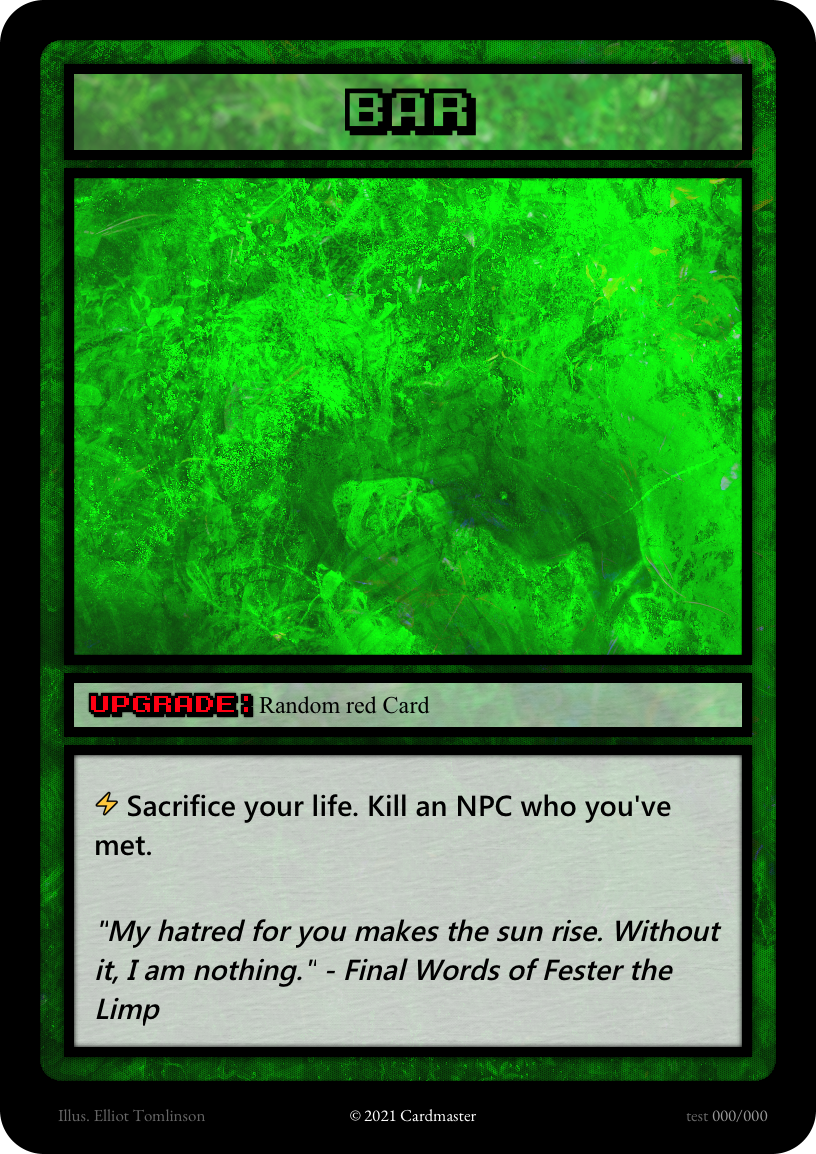 BAR
UPGRADE: Random red Card
⚡ Sacrifice your life. Kill an NPC who you've
met.
"My hatred for you makes the sun rise. Without
it, I am nothing." - Final Words of Fester the
Limp
Illus. Elliot Tomlinson © 2021 Cardmaster test 000/000